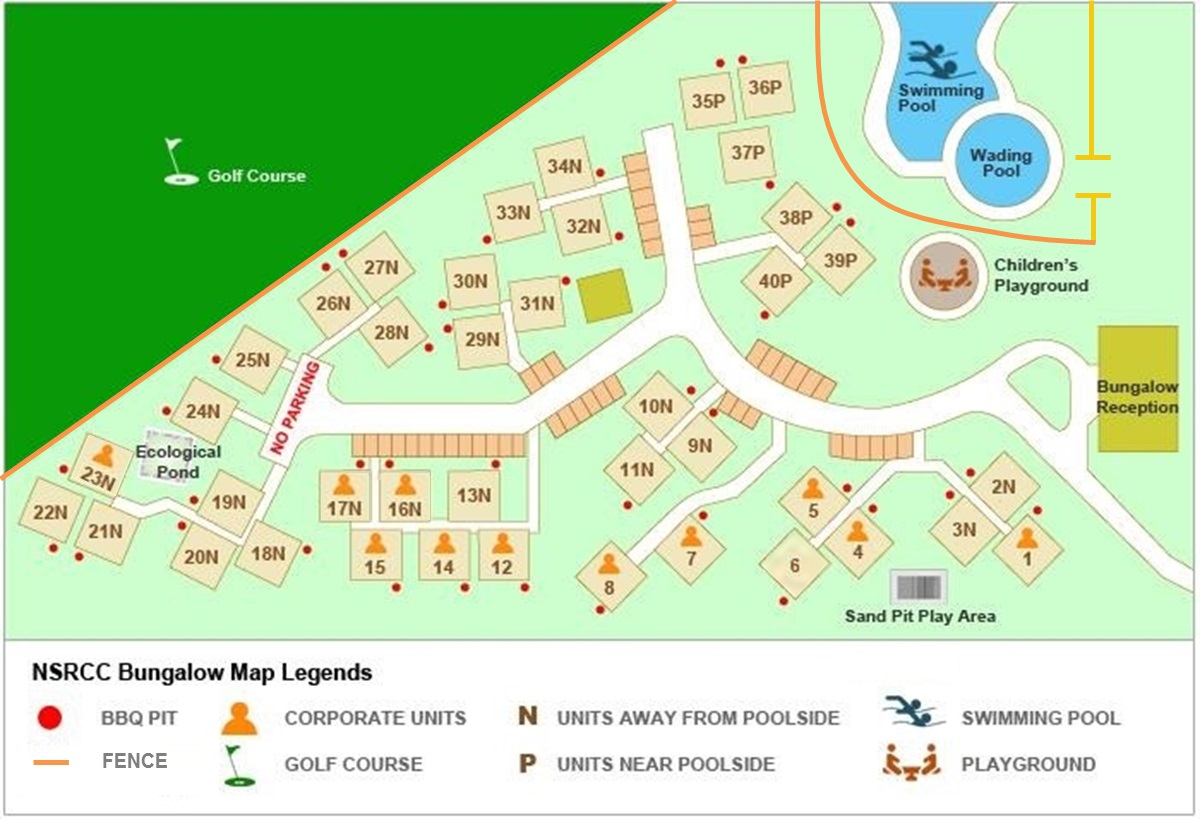 Swimming
Pool
Wading
Pool
Golf Course
35P
36P
37P
34N
33N
32N
38P
39P
40P
Children's
Playground
27N
26N
28N
30N
31N
29N
25N
24N
NO PARKING
Bungalow
Reception
10N
9N
11N
Ecological
Pond
23N
22N
21N
19N
20N
18N
17N
16N
13N
15
14
12
8
7
5
6
4
2N
3N
1
Sand Pit Play Area
NSRCC Bungalow Map Legends
BBQ PIT
CORPORATE UNITS
N UNITS AWAY FROM POOLSIDE
SWIMMING POOL
FENCE
GOLF COURSE
P UNITS NEAR POOLSIDE
PLAYGROUND